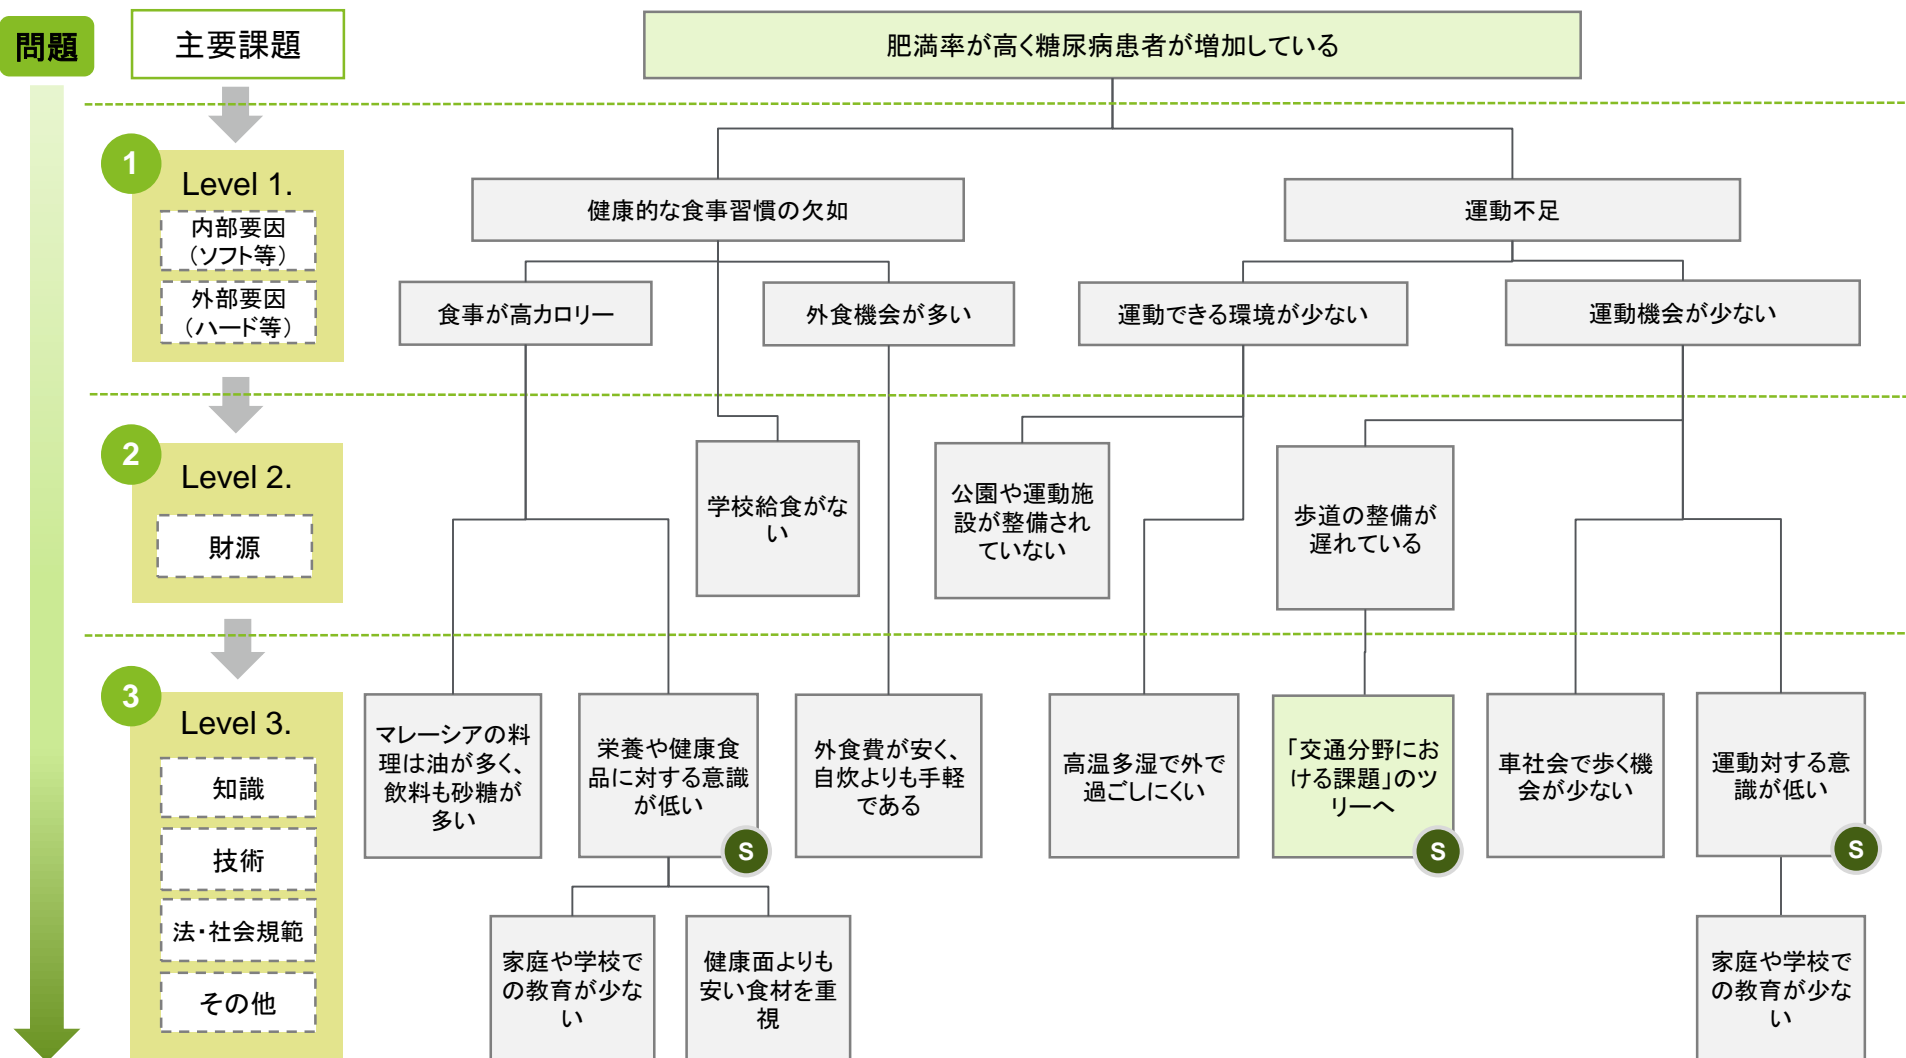 問題
主要課題
肥満率が高く糖尿病患者が増加している
1
Level 1.
内部要因
（ソフト等）
外部要因
（ハード等）
健康的な食事習慣の欠如
運動不足
食事が高カロリー
外食機会が多い
運動できる環境が少ない
運動機会が少ない
2
Level 2.
財源
学校給食がな
い
公園や運動施
設が整備され
ていない
歩道の整備が
遅れている
3
Level 3.
知識
技術
法・社会規範
その他
マレーシアの料
理は油が多く、
飲料も砂糖が
多い
栄養や健康食
品に対する意識
が低い
S
外食費が安く、
自炊よりも手軽
である
高温多湿で外で
過ごしにくい
「交通分野にお
ける課題」のツ
リーへ
S
車社会で歩く機
会が少ない
運動対する意
識が低い
S
家庭や学校で
の教育が少な
い
健康面よりも
安い食材を重
視
家庭や学校で
の教育が少な
い